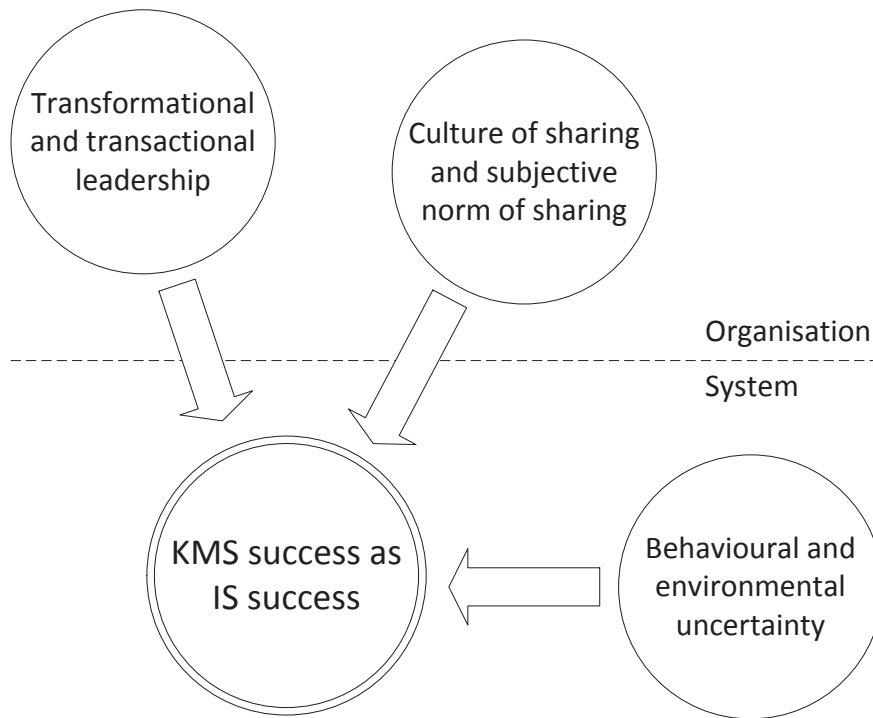 Transformational
and transactional
leadership
Culture of sharing
and subjective
norm of sharing
Organisation
System
KMS success as
IS success
Behavioural and
environmental
uncertainty